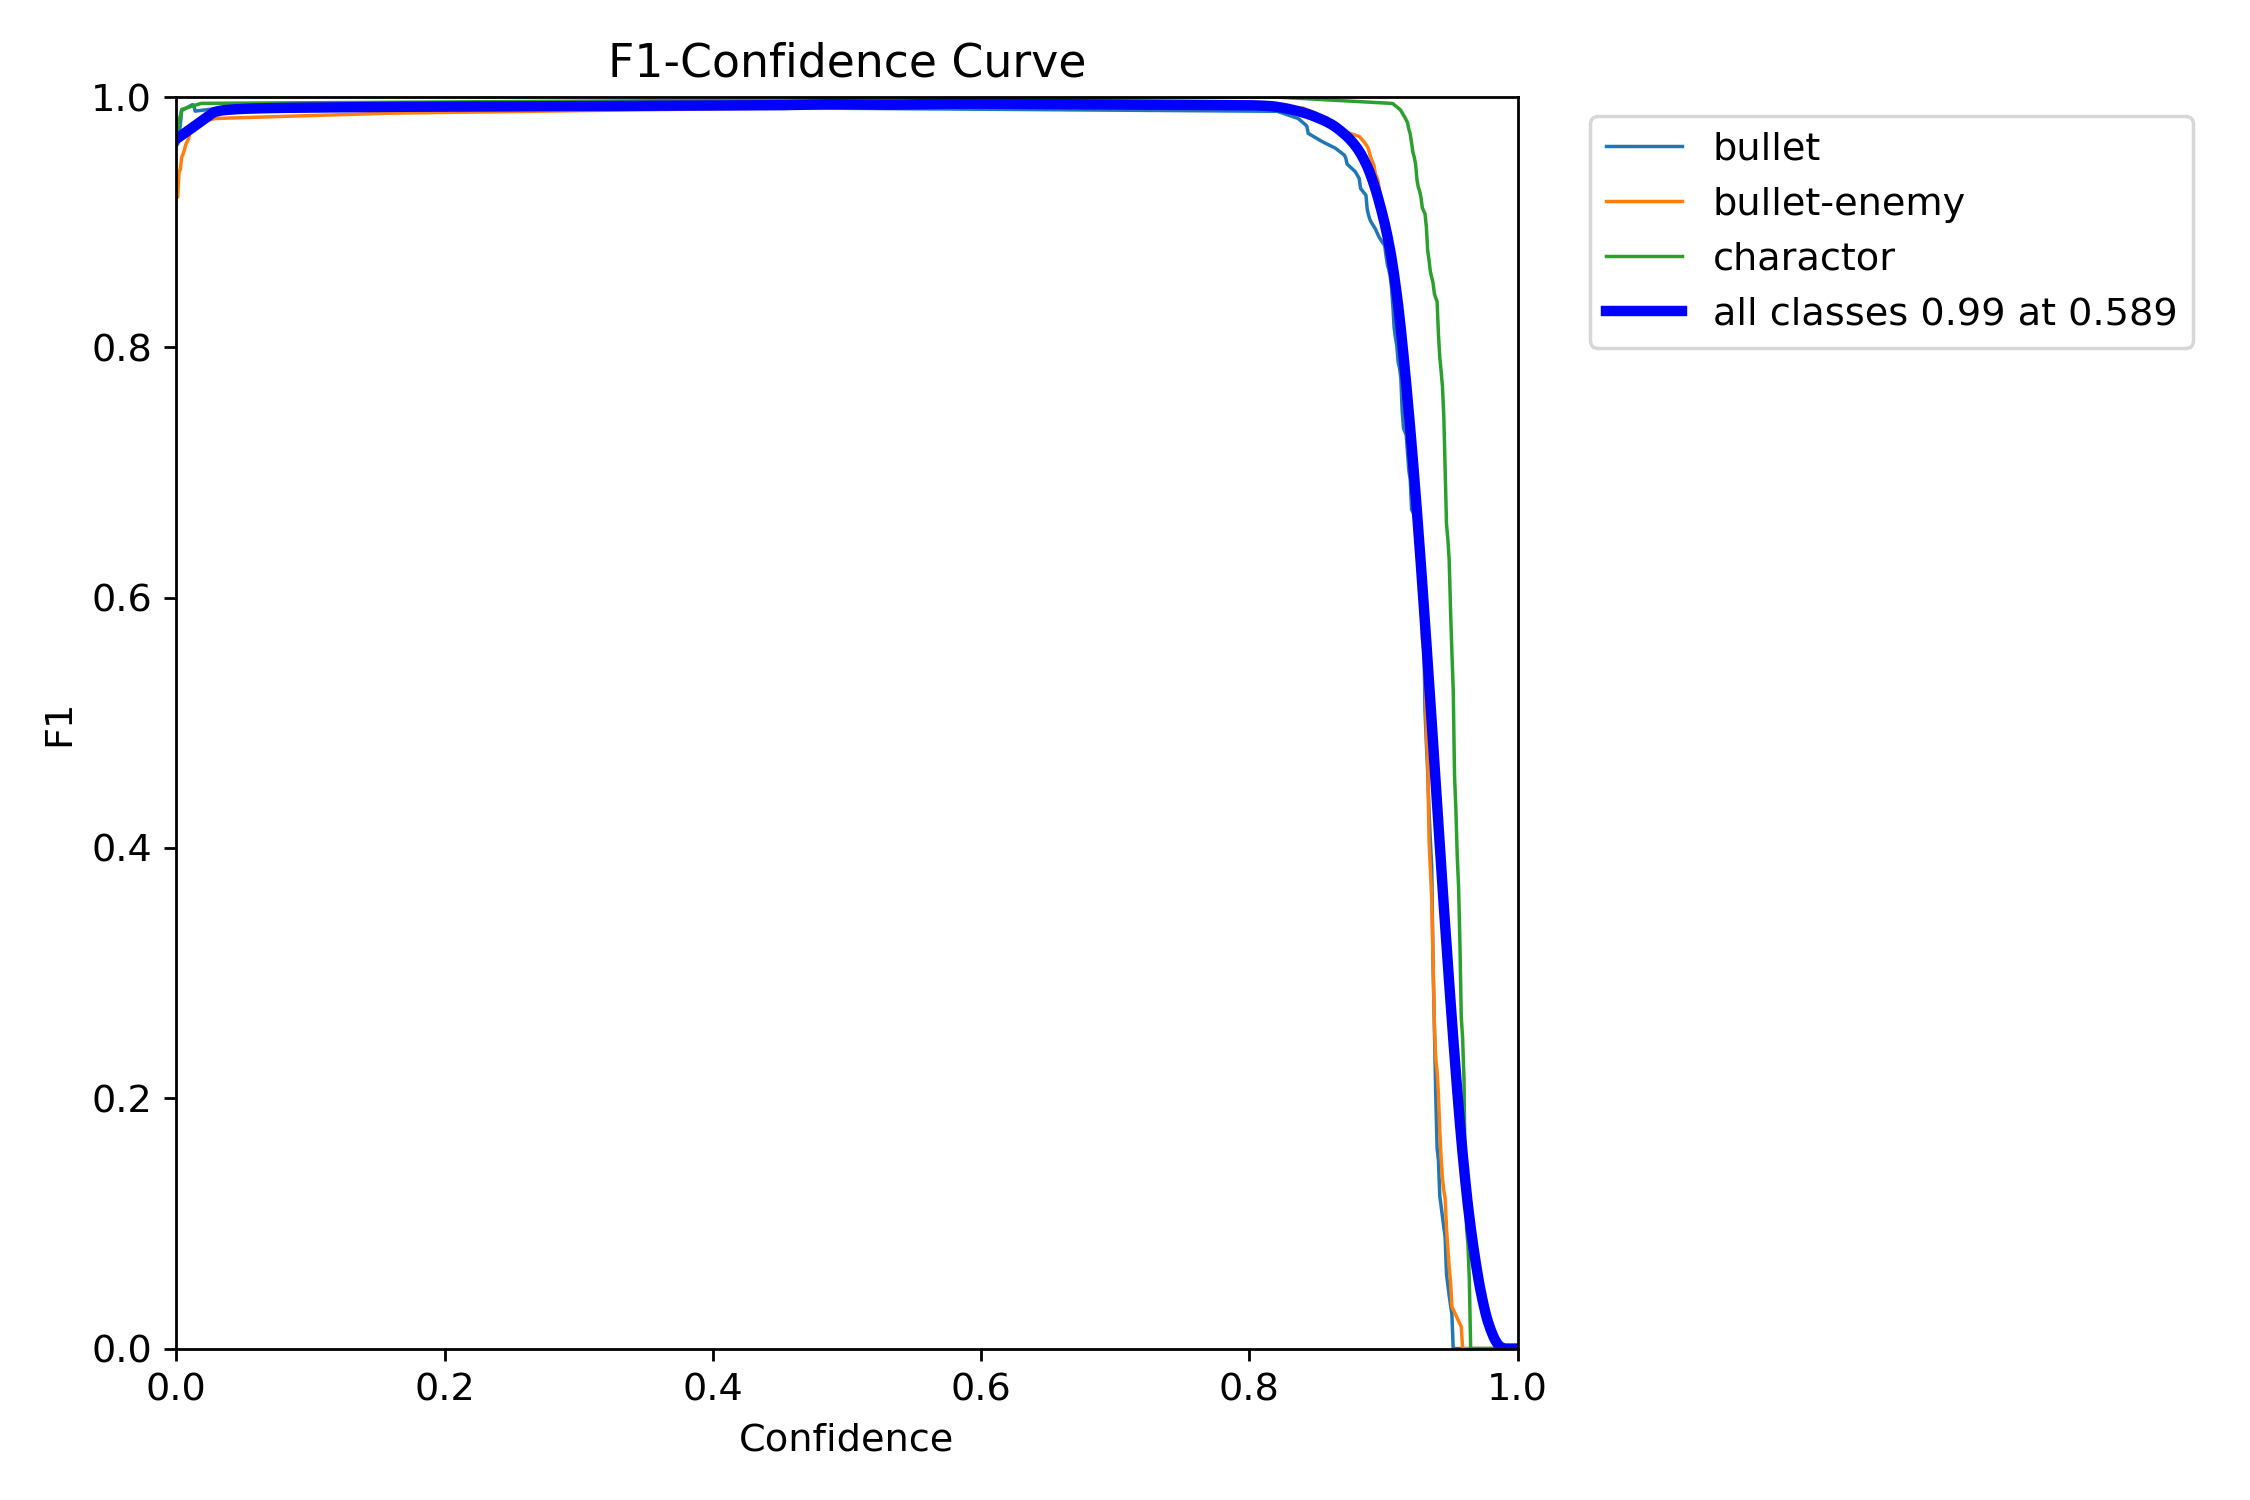 F1-Confidence Curve
1.0
0.8
0.6
0.4
0.2
0.0
F1
0.0 0.2 0.4 0.6 0.8 1.0
Confidence
bullet
bullet-enemy
charactor
all classes 0.99 at 0.589